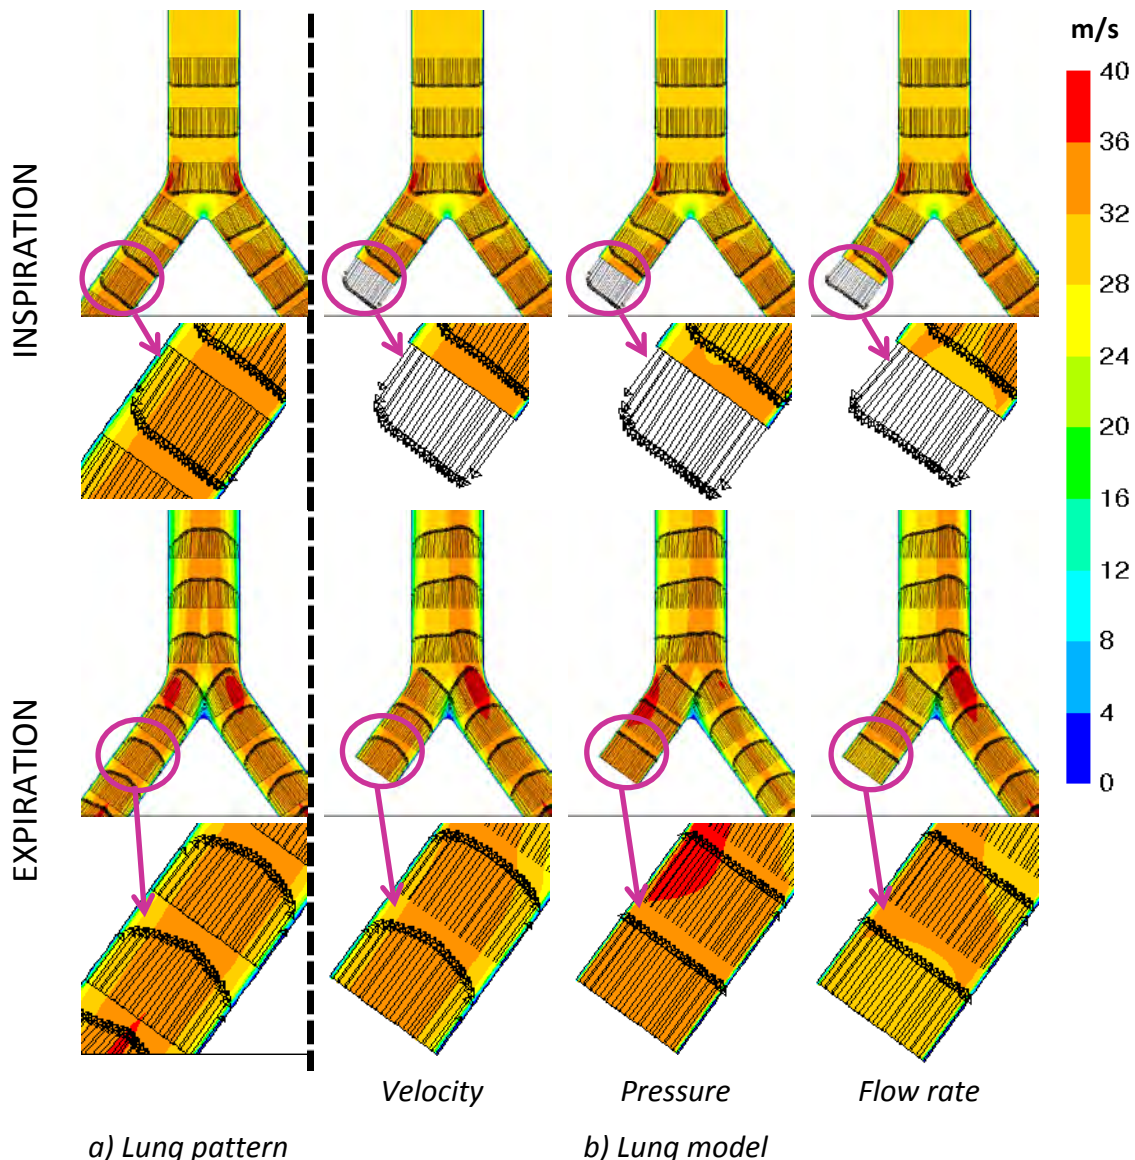 m/s
40
36
32
28
24
20
16
12
8
4
0
INSPIRATION
EXPIRATION
Velocity
Pressure
Flow rate
a) Lung pattern
b) Lung model